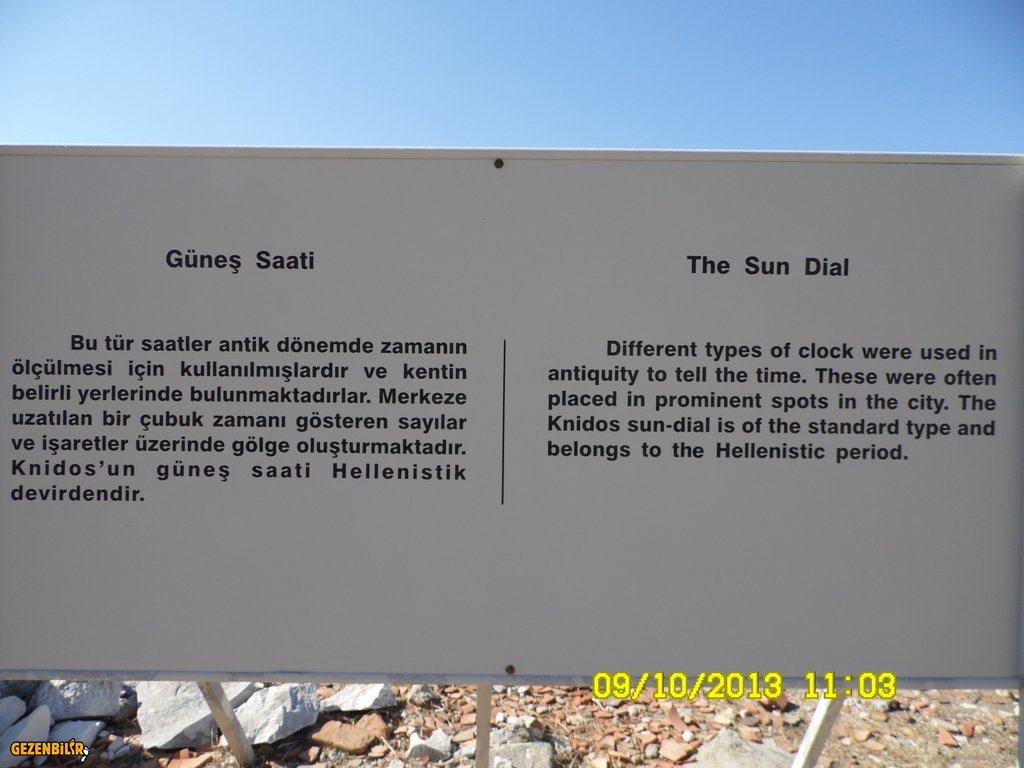 Güneş Saati
Bu tür saatler antik dönemde zamanın
ölçülmesi için kullanılmışlardır ve kentin
belirli yerlerinde bulunmaktadırlar. Merkeze
uzatılan bir çubuk zamanı gösteren sayılar
ve işaretler üzerinde gölge oluşturmaktadır.
Knidos'un güneş saati Hellenistik
devirdendir.
The Sun Dial
Different types of clock were used in
antiquity to tell the time. These were often
placed in prominent spots in the city. The
Knidos sun-dial is of the standard type and
belongs to the Hellenistic period.
09/10/2013 11:03
GEZENBİLİR